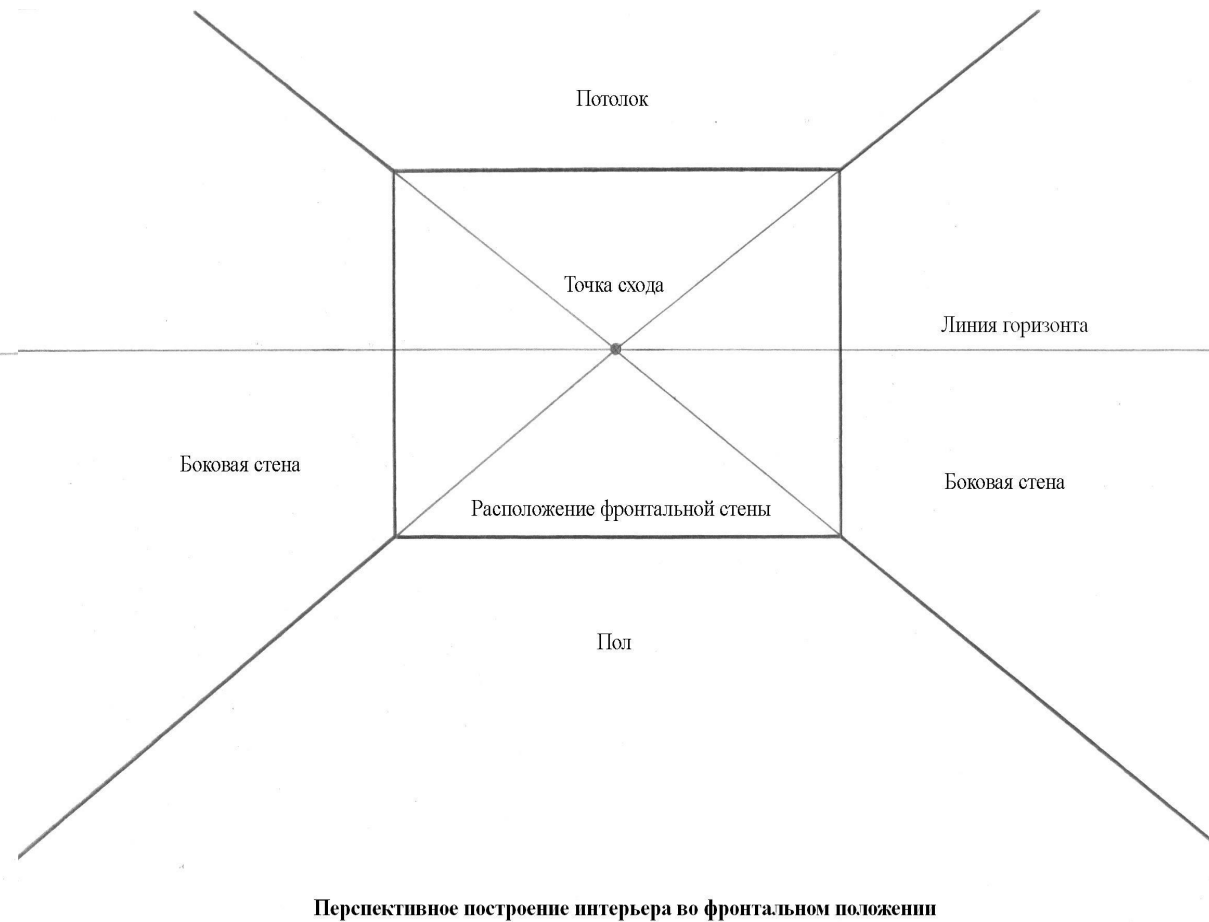 Потолок
Точка схода
Линия горизонта
Боковая стена
Боковая стена
Расположение фронтальной стены
Пол
Перспективное построение интерьера во фронтальном положении